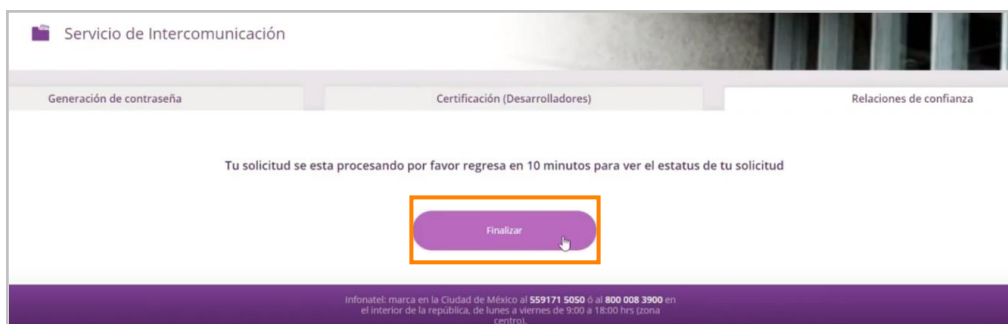 Servicio de Intercomunicación
Generación de contraseña
Certificación (Desarrolladores)
Relaciones de confianza
Tu solicitud se esta procesando por favor regresa en 10 minutos para ver el estatus de tu solicitud
Finalizar
Infonatel: marca en la Ciudad de México al 559171 5050 ó al 800 008 3900 en
el interior de la república, de lunes a viernes de 9:00 a 18:00 hrs (zona
centro).